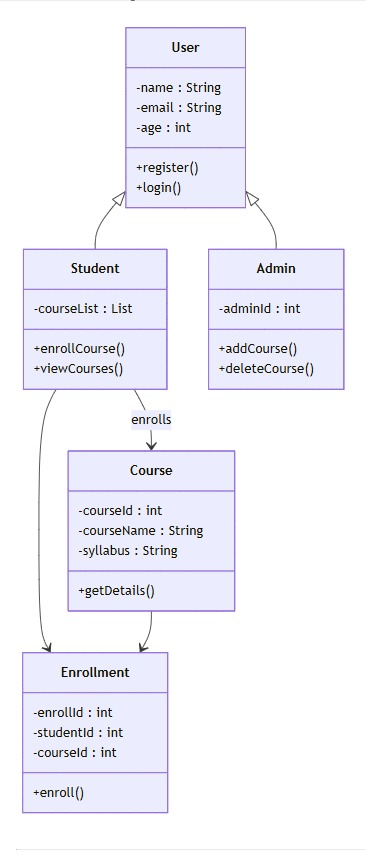 User
-name : String
-email : String
-age : int
+register()
+login()
Student
-courseList : List
+enrollCourse()
+viewCourses()
Admin
-adminId : int
+addCourse()
+deleteCourse()
enrolls
Course
-courseId : int
-courseName : String
-syllabus : String
+getDetails()
Enrollment
-enrollId : int
-studentId : int
-courseId : int
+enroll()